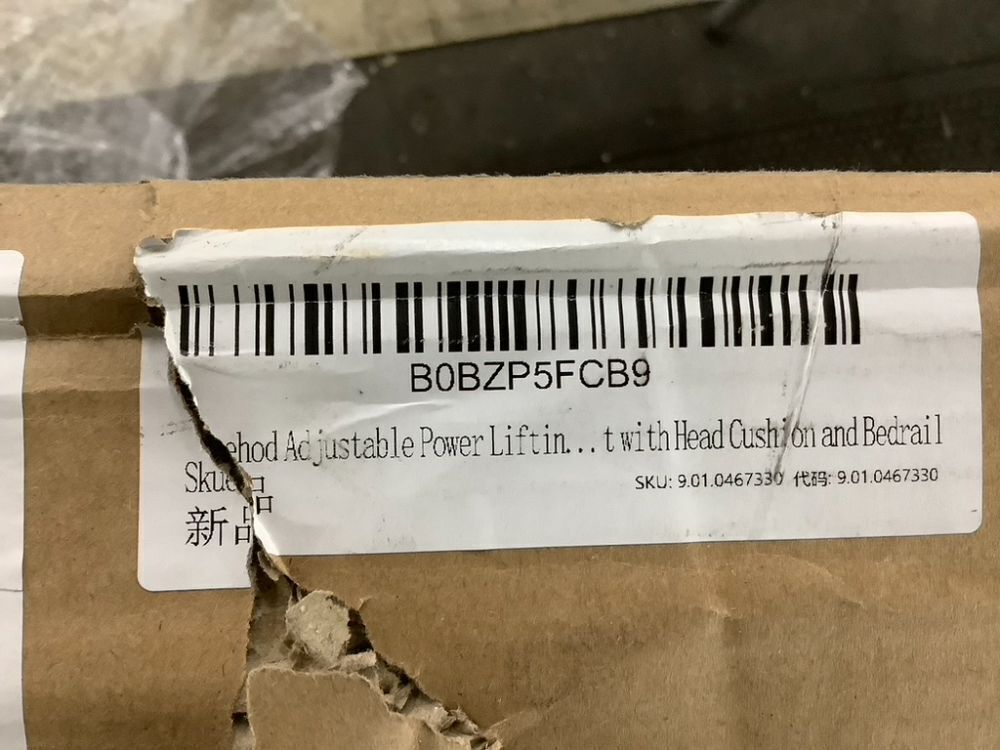 B0BZP5FCB9
Adjustable Power Liftin...t with Head Cushion and Bedrail
SKU: 9.01.0467330 代码: 9.01.0467330
新品